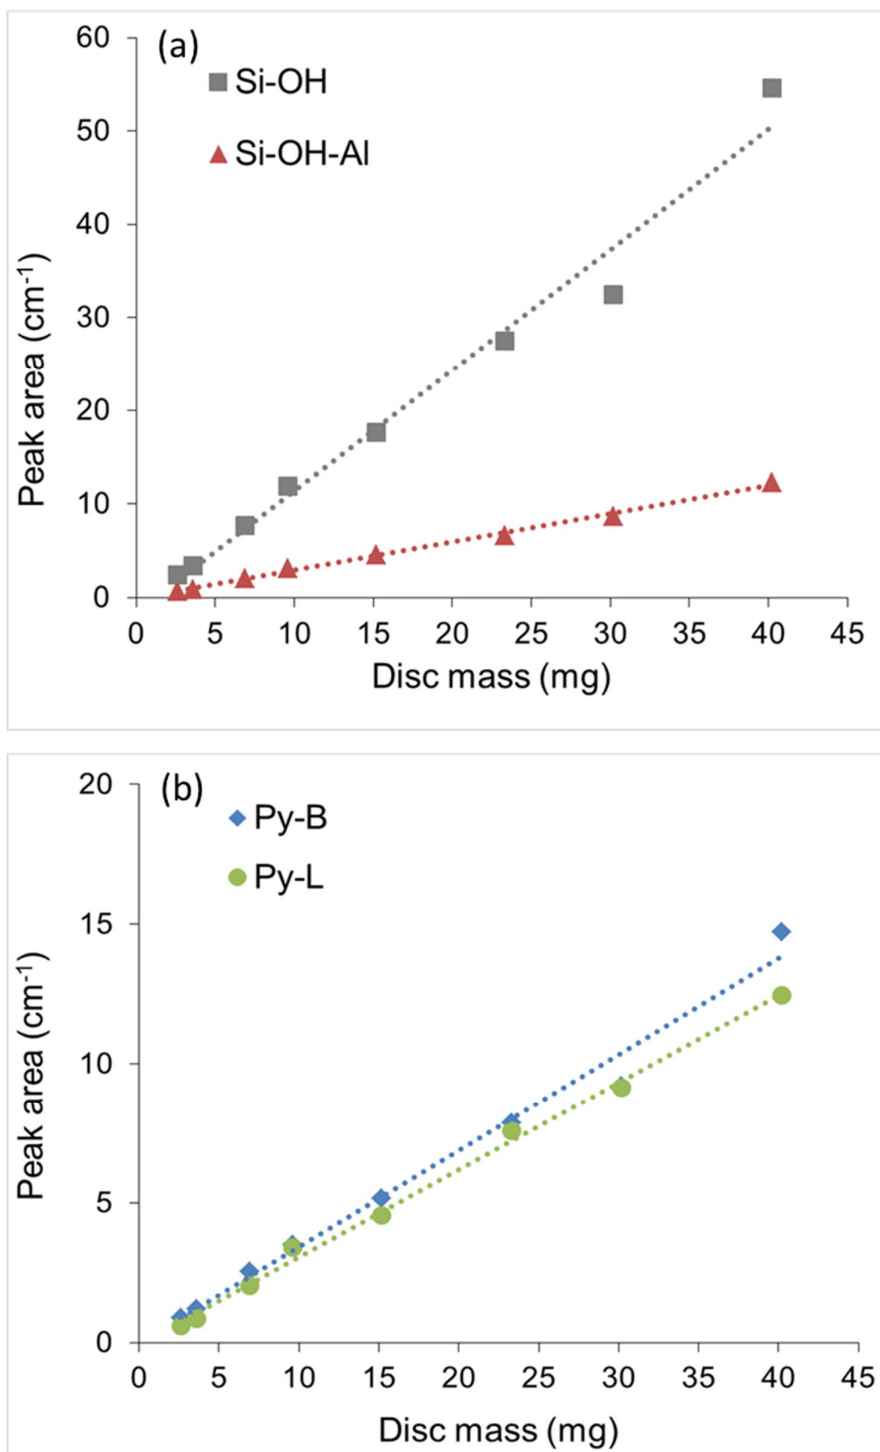 (a)
Si-OH
Si-OH-Al
Peak area (cm-1)
60
50
40
30
20
10
0
0 5 10 15 20 25 30 35 40 45
Disc mass (mg)
(b)
Py-B
Py-L
Peak area (cm-1)
20
15
10
5
0
0 5 10 15 20 25 30 35 40 45
Disc mass (mg)